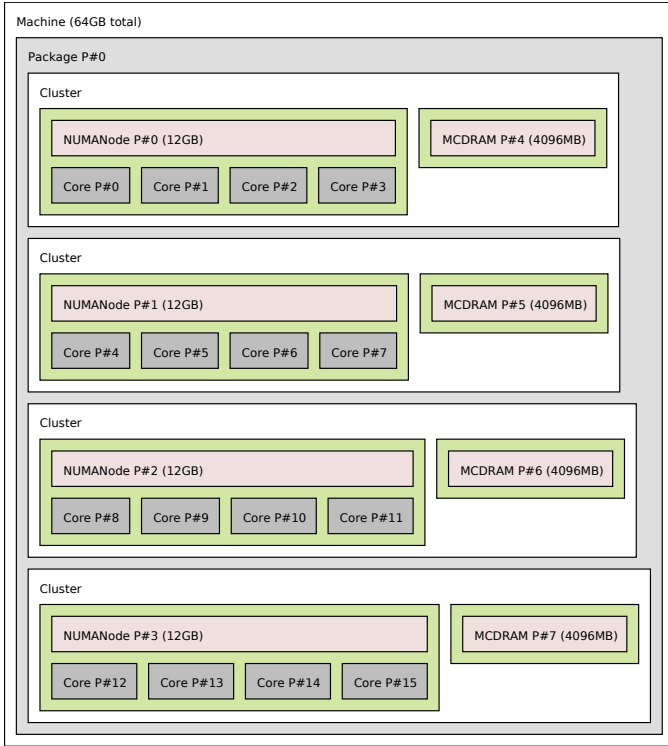 Machine (64GB total)
Package P#0
Cluster
NUMANode P#0 (12GB)
MCDRAM P#4 (4096MB)
Core P#0 Core P#1 Core P#2 Core P#3
Cluster
NUMANode P#1 (12GB)
MCDRAM P#5 (4096MB)
Core P#4 Core P#5 Core P#6 Core P#7
Cluster
NUMANode P#2 (12GB)
MCDRAM P#6 (4096MB)
Core P#8 Core P#9 Core P#10 Core P#11
Cluster
NUMANode P#3 (12GB)
MCDRAM P#7 (4096MB)
Core P#12 Core P#13 Core P#14 Core P#15